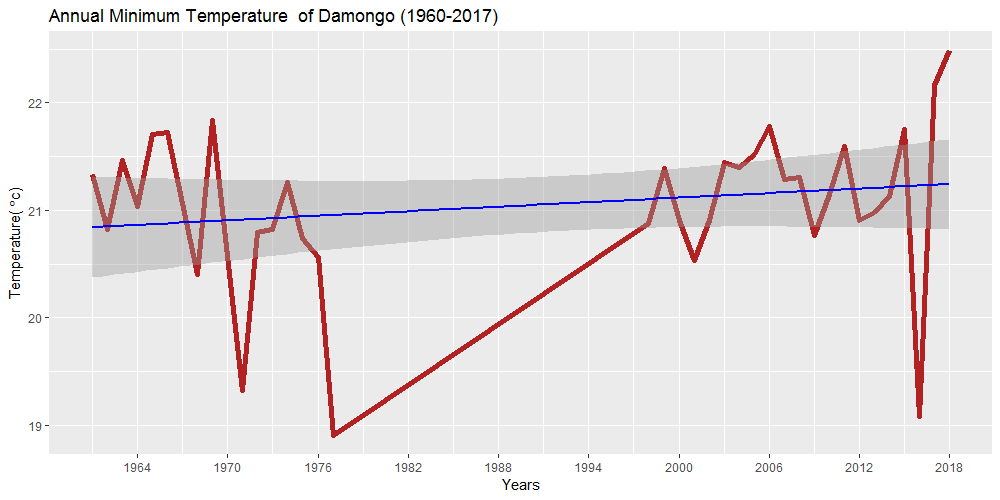 Annual Minimum Temperature  of Damongo (1960-2017)
Temperature( °c)
22
21
20
19
1964 1970 1976 1982 1988 1994 2000 2006 2012 2018
Years